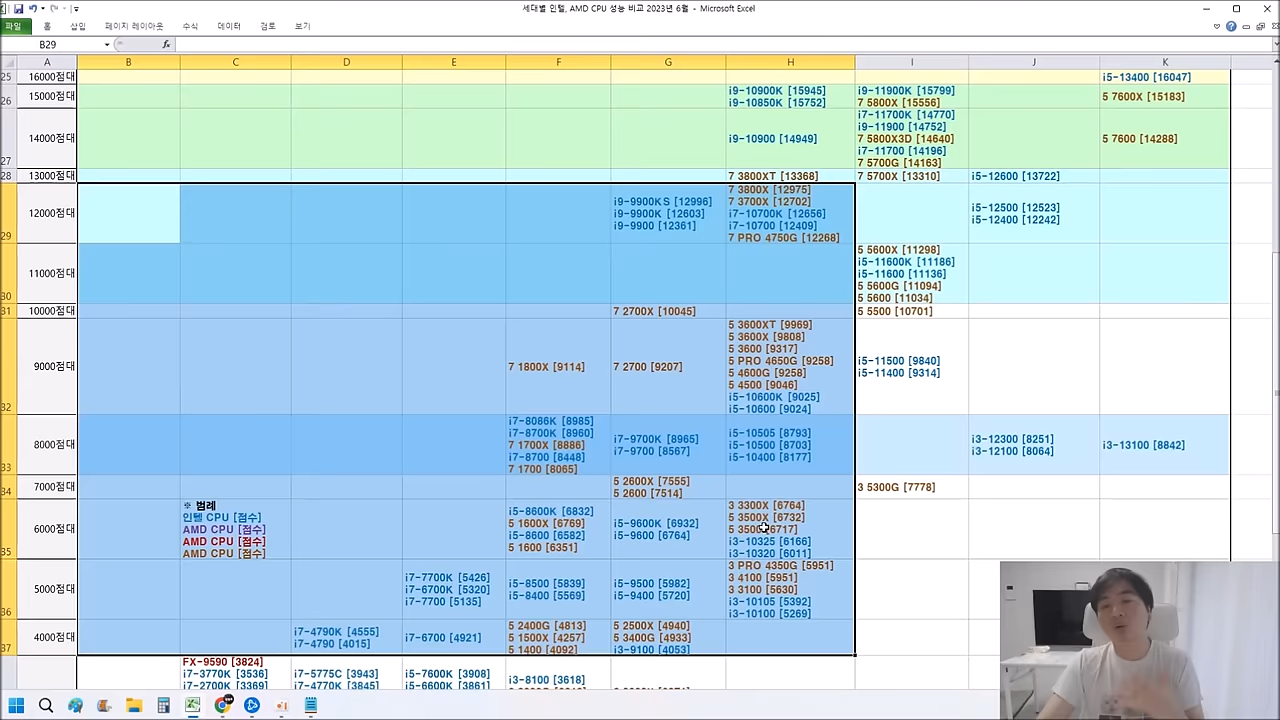 세대별 인텔, AMD CPU 성능 비교 2023년 6월 - Microsoft Excel
파일 홈 삽입 페이지 레이아웃 수식 데이터 검토 보기
B29 fx
A B C D E F G H I J K
25 16000점대 i5-13400 [16047]
26 15000점대
i9-10900K [15945]
i9-10850K [15752]
i9-11900K [15799]
7 5800X [15556]
5 7600X [15183]
27 14000점대
i9-10900 [14949]
i7-11700K [14770]
i9-11900 [14752]
7 5800X3D [14640]
i7-11700 [14196]
7 5700G [14163]
5 7600 [14288]
28 13000점대 7 3800XT [13368] 7 5700X [13310] i5-12600 [13722]
29 12000점대
i9-9900KS [12996]
i9-9900K [12603]
i9-9900 [12361]
7 3800X [12975]
7 3700X [12702]
i7-10700K [12656]
i7-10700 [12409]
7 PRO 4750G [12268]
i5-12500 [12523]
i5-12400 [12242]
30 11000점대
5 5600X [11298]
i5-11600K [11186]
i5-11600 [11136]
5 5600G [11094]
5 5600 [11034]
31 10000점대 7 2700X [10045] 5 5500 [10701]
32 9000점대
7 1800X [9114]
7 2700 [9207]
5 3600XT [9969]
5 3600X [9808]
5 3600 [9317]
5 PRO 4650G [9258]
5 4600G [9258]
5 4500 [9046]
i5-10600K [9025]
i5-10600 [9024]
i5-11500 [9840]
i5-11400 [9314]
33 8000점대
i7-8086K [8985]
i7-8700K [8960]
7 1700X [8886]
i7-8700 [8448]
7 1700 [8065]
i7-9700K [8965]
i7-9700 [8567]
i5-10505 [8793]
i5-10500 [8703]
i5-10400 [8177]
i3-12300 [8251]
i3-12100 [8064]
i3-13100 [8842]
34 7000점대
5 2600X [7555]
5 2600 [7514]
3 5300G [7778]
35 6000점대
※ 범례
인텔 CPU [점수]
AMD CPU [점수]
AMD CPU [점수]
AMD CPU [점수]
i5-8600K [6832]
5 1600X [6769]
i5-8600 [6582]
5 1600 [6351]
i5-9600K [6932]
i5-9600 [6764]
3 3300X [6764]
5 3500X [6732]
5 3500 [6717]
i3-10325 [6166]
i3-10320 [6011]
36 5000점대
i7-7700K [5426]
i7-6700K [5320]
i7-7700 [5135]
i5-8500 [5839]
i5-8400 [5569]
i5-9500 [5982]
i5-9400 [5720]
3 PRO 4350G [5951]
3 4100 [5951]
3 3100 [5630]
i3-10105 [5392]
i3-10100 [5269]
37 4000점대
i7-4790K [4555]
i7-4790 [4015]
i7-6700 [4921]
5 2400G [4813]
5 1500X [4257]
5 1400 [4092]
5 2500X [4940]
5 3400G [4933]
i3-9100 [4053]
FX-9590 [3824]
i7-3770K [3536]
i7-2700K [3369]
i7-5775C [3943]
i7-4770K [3845]
i5-7600K [3908]
i5-6600K [3861]
i3-8100 [3618]